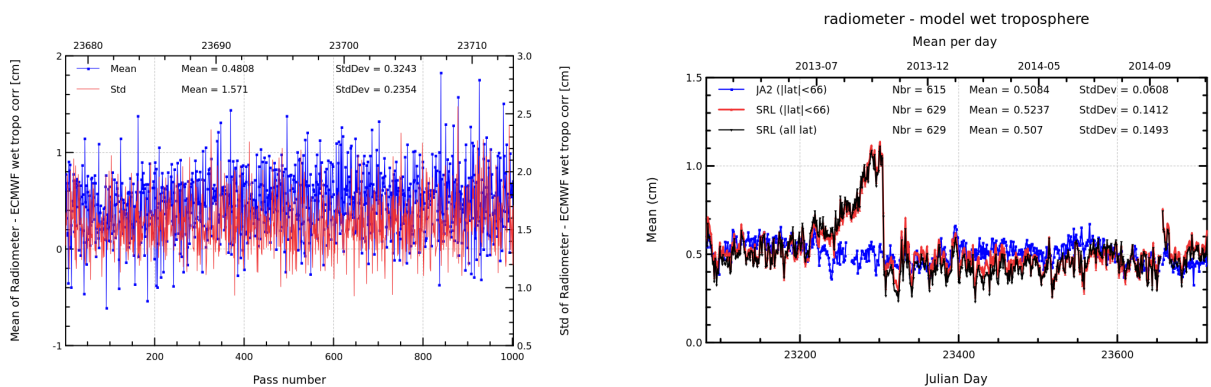 23680 23690 23700 23710
2 3.0
Mean Mean = 0.4808 StdDev = 0.3243
Std Mean = 1.571 StdDev = 0.2354
2.5
1 2.0
0 1.5
1.0
-1 0.5
200 400 600 800 1000
Pass number
Mean of Radiometer - ECMWF wet tropo corr [cm]
Std of Radiometer - ECMWF wet tropo corr [cm]
radiometer - model wet troposphere
Mean per day
2013-07 2013-12 2014-05 2014-09
1.5
JA2 (|lat|<66) Nbr = 615 Mean = 0.5084 StdDev = 0.0608
SRL (|lat|<66) Nbr = 629 Mean = 0.5237 StdDev = 0.1412
SRL (all lat) Nbr = 629 Mean = 0.507 StdDev = 0.1493
1.0
0.5
0.0
23200 23400 23600
Julian Day
Mean (cm)